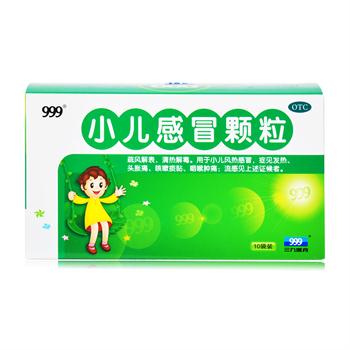 999®
OTC
小儿感冒颗粒
疏风解表,清热解毒。用于小儿风热感冒,症见发热、
头胀痛、咳嗽痰黏、咽喉肿痛;流感见上述证候者。
999®
三九医药
10袋装